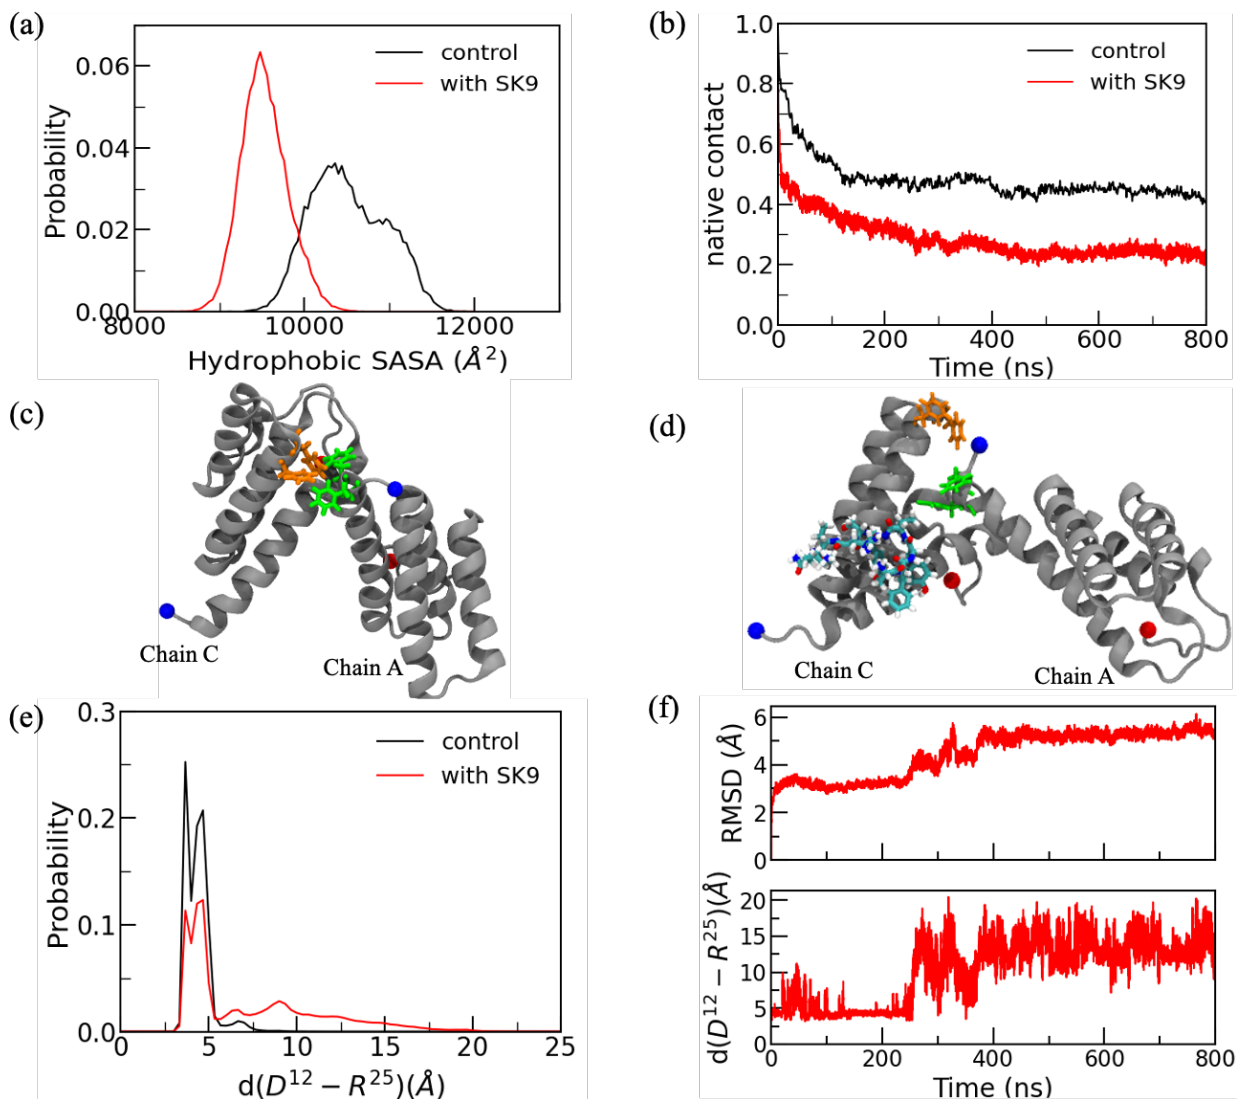 (a)
control
with SK9
Probability
0.06
0.04
0.02
0.00
8000 10000 12000
Hydrophobic SASA (Å²)
(b)
control
with SK9
native contact
1.0
0.8
0.6
0.4
0.2
0.0
200 400 600 800
Time (ns)
(c)
Chain C
Chain A
(d)
Chain C
Chain A
(e)
control
with SK9
Probability
0.3
0.2
0.1
0.0
0 5 10 15 20 25
d(D¹² − R²⁵)(Å)
(f)
RMSD (Å)
6
4
2
0
d(D¹² − R²⁵)(Å)
20
15
10
5
0
0 200 400 600 800
Time (ns)